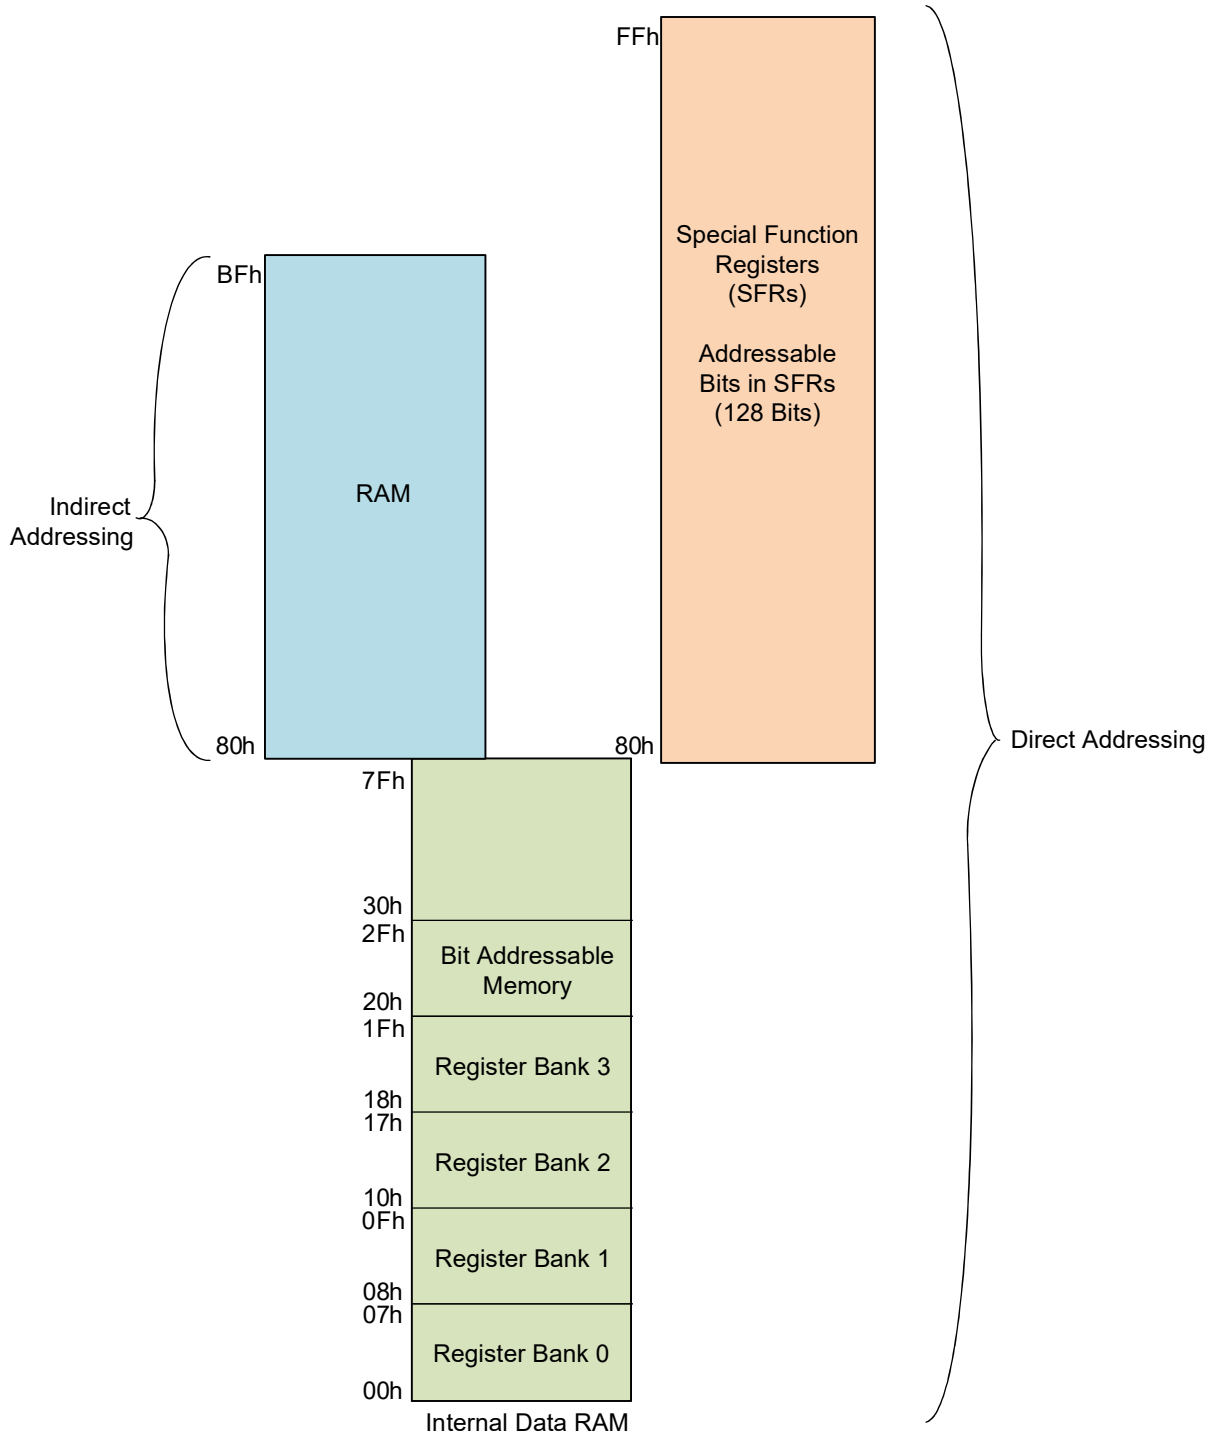 FFh
Special Function
Registers
(SFRs)
Addressable
Bits in SFRs
(128 Bits)
BFh
RAM
Indirect
Addressing
80h
80h
Direct Addressing
7Fh
30h
2Fh
Bit Addressable
Memory
20h
1Fh
Register Bank 3
18h
17h
Register Bank 2
10h
0Fh
Register Bank 1
08h
07h
Register Bank 0
00h
Internal Data RAM